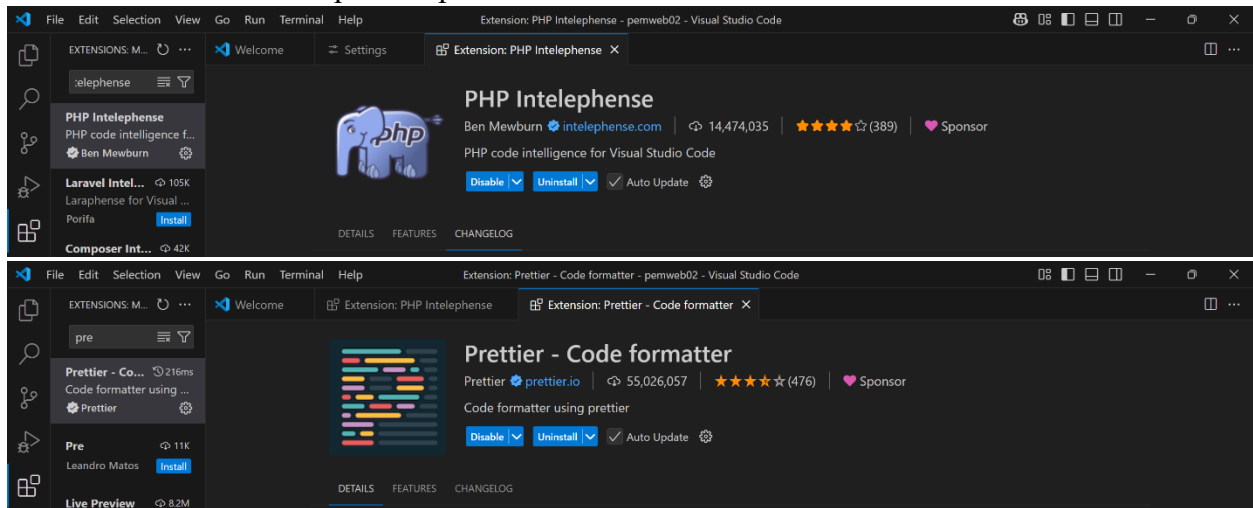 File Edit Selection View Go Run Terminal Help Extension: PHP Intelephense - pemweb02 - Visual Studio Code
EXTENSIONS: M... Welcome Settings Extension: PHP Intelephense
:elephense
PHP Intelephense
PHP code intelligence f...
Ben Mewburn
Laravel Intel... 105K
Laraphense for Visual ...
Porifa Install
Composer Int... 42K
PHP Intelephense
Ben Mewburn intelephense.com 14,474,035 (389) Sponsor
PHP code intelligence for Visual Studio Code
Disable Uninstall Auto Update
DETAILS FEATURES CHANGELOG
php
File Edit Selection View Go Run Terminal Help Extension: Prettier - Code formatter - pemweb02 - Visual Studio Code
EXTENSIONS: M... Welcome Extension: PHP Intelephense Extension: Prettier - Code formatter
pre
Prettier - Co... 216ms
Code formatter using ...
Prettier
Pre 11K
Leandro Matos Install
Live Preview 8.2M
Prettier - Code formatter
Prettier prettier.io 55,026,057 (476) Sponsor
Code formatter using prettier
Disable Uninstall Auto Update
DETAILS FEATURES CHANGELOG